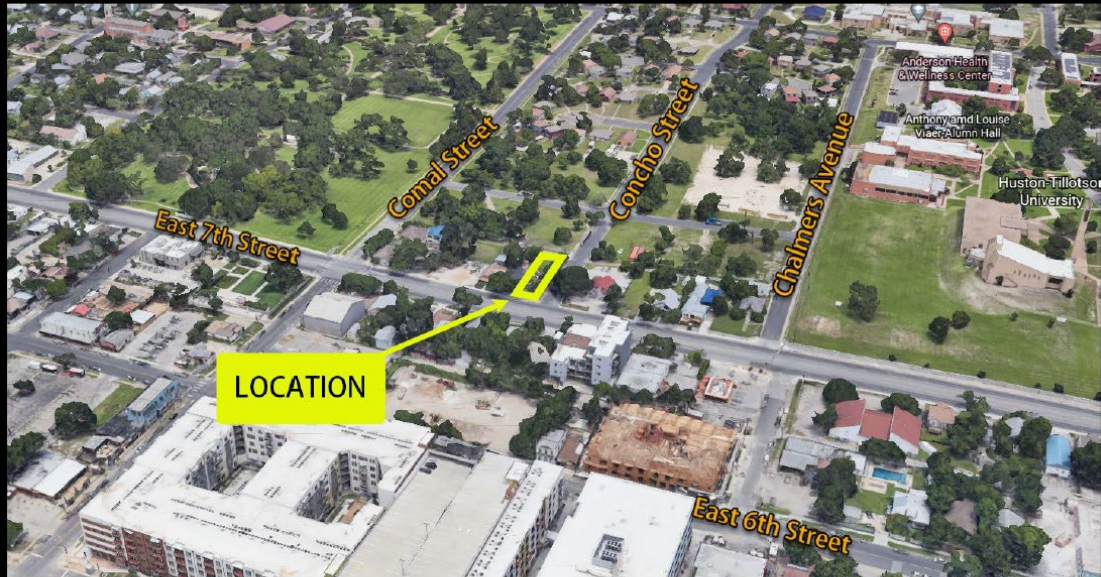 Anderson Health
& Wellness Center
Anthony amd Louise
Viaer-Alumn Hall
Huston-Tillotson
University
Comal Street
Concho Street
Chalmers Avenue
East 7th Street
LOCATION
East 6th Street